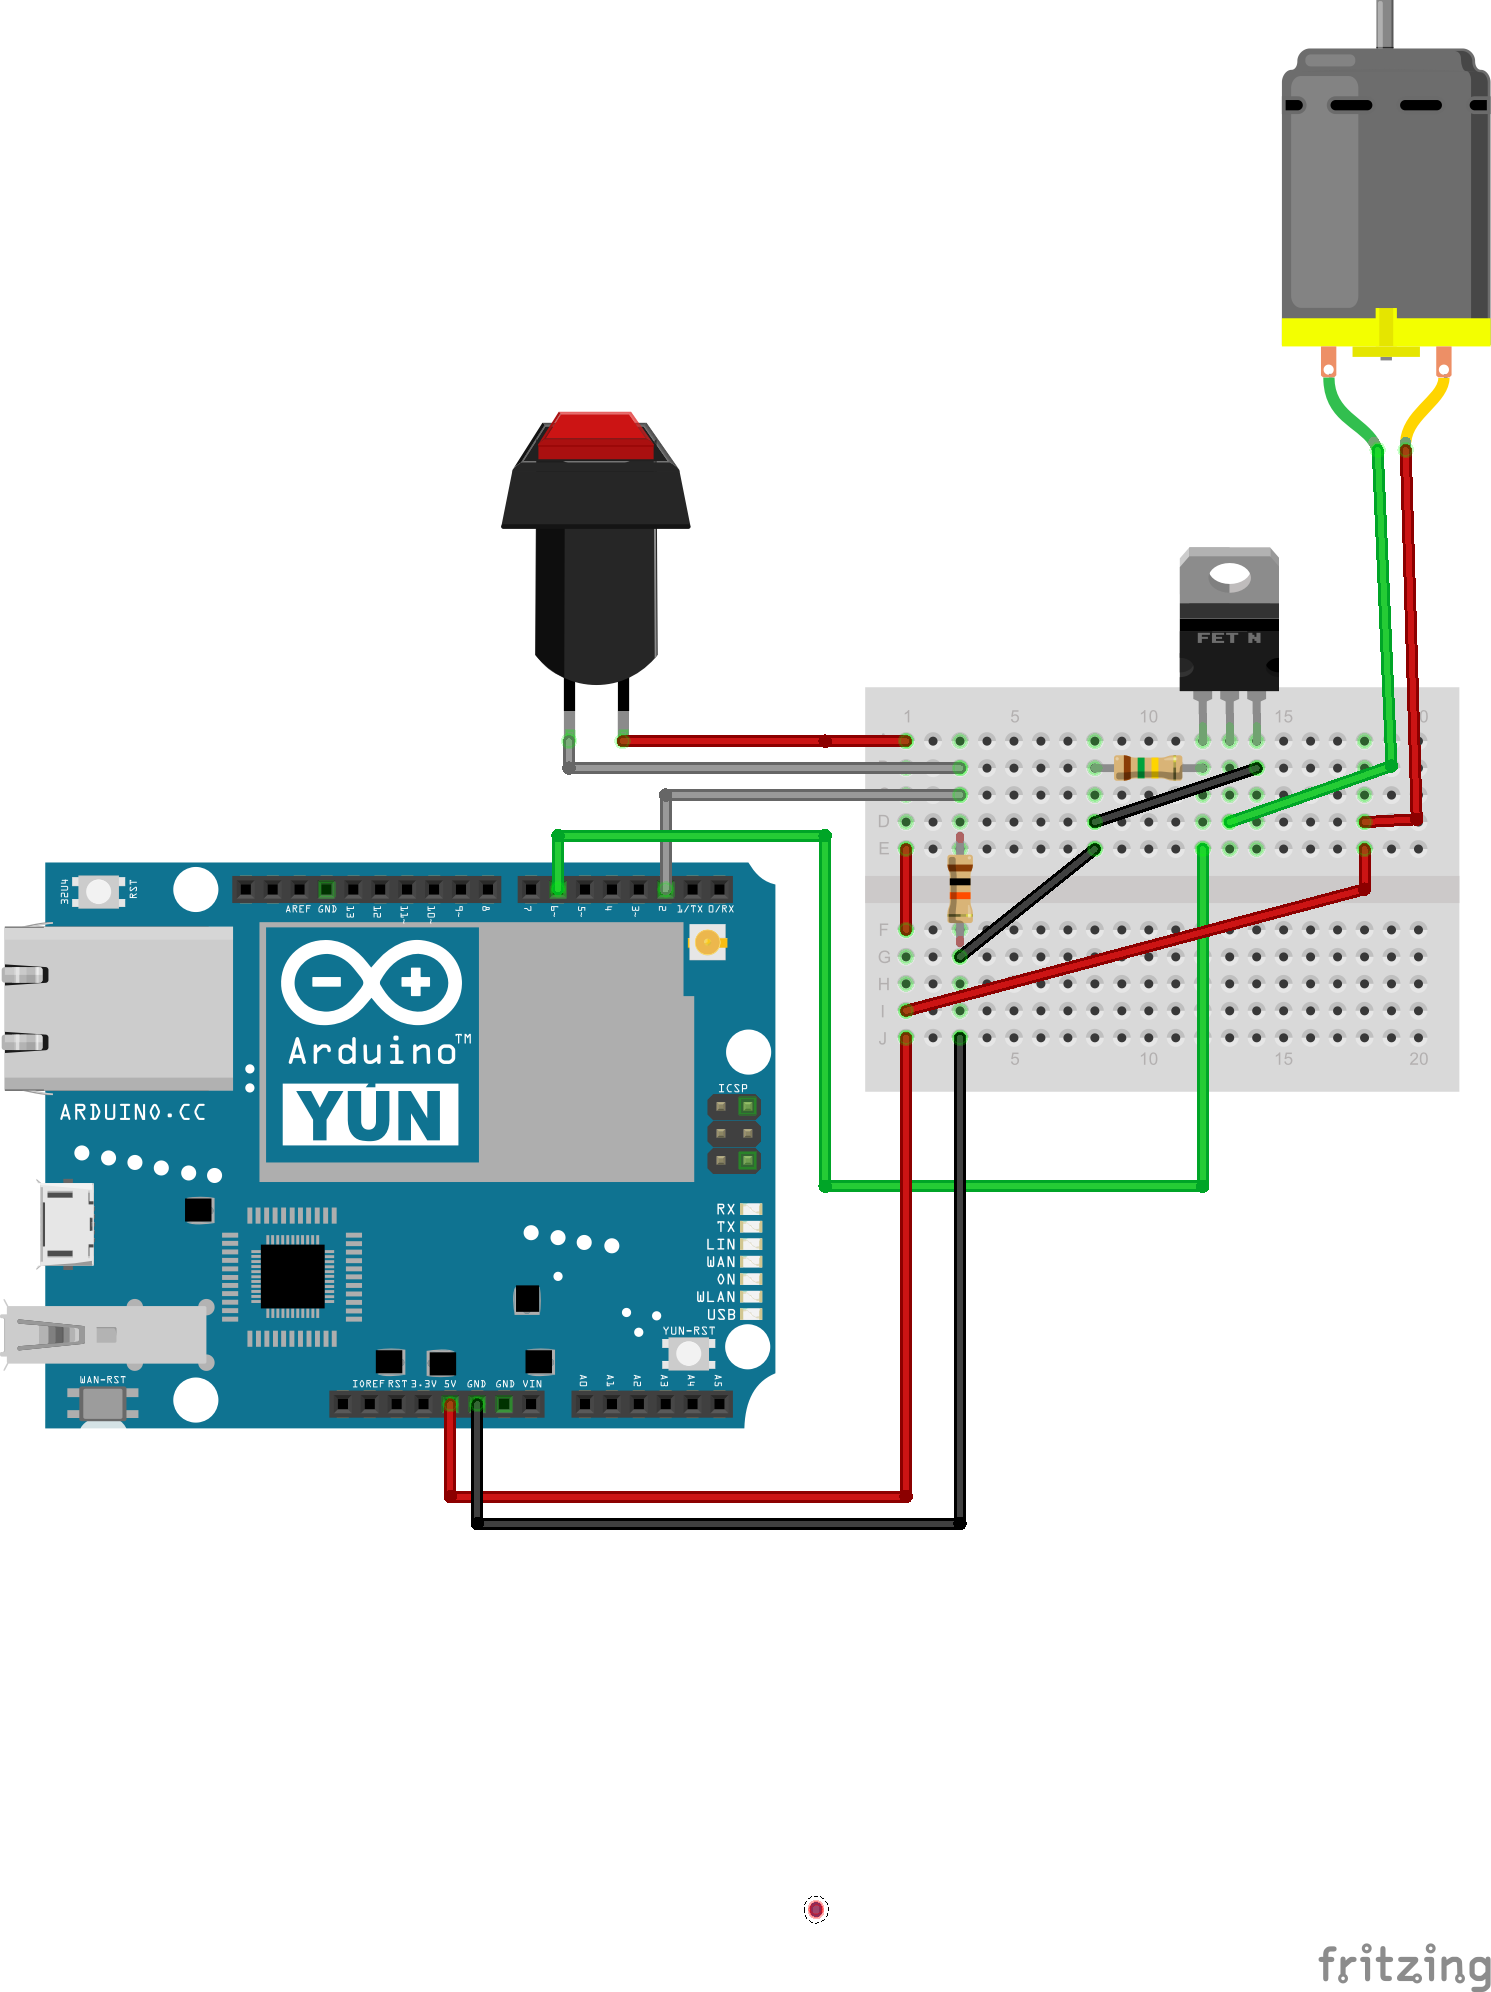 FET N
1 5 10 15 0
D
E
F
G
H
I
J
5 10 15 20
32U4 RST
AREF GND 13 12 11~ 10~ 9~ 8
7 6~ 5~ 4 3~ 2 1/TX 0/RX
Arduino™
YÚN
ARDUINO.CC
ICSP
RX
TX
LIN
WAN
ON
WLAN
USB
YUN-RST
WAN-RST
IOREF RST 3.3V 5V GND GND VIN
A0 A1 A2 A3 A4 A5
fritzing